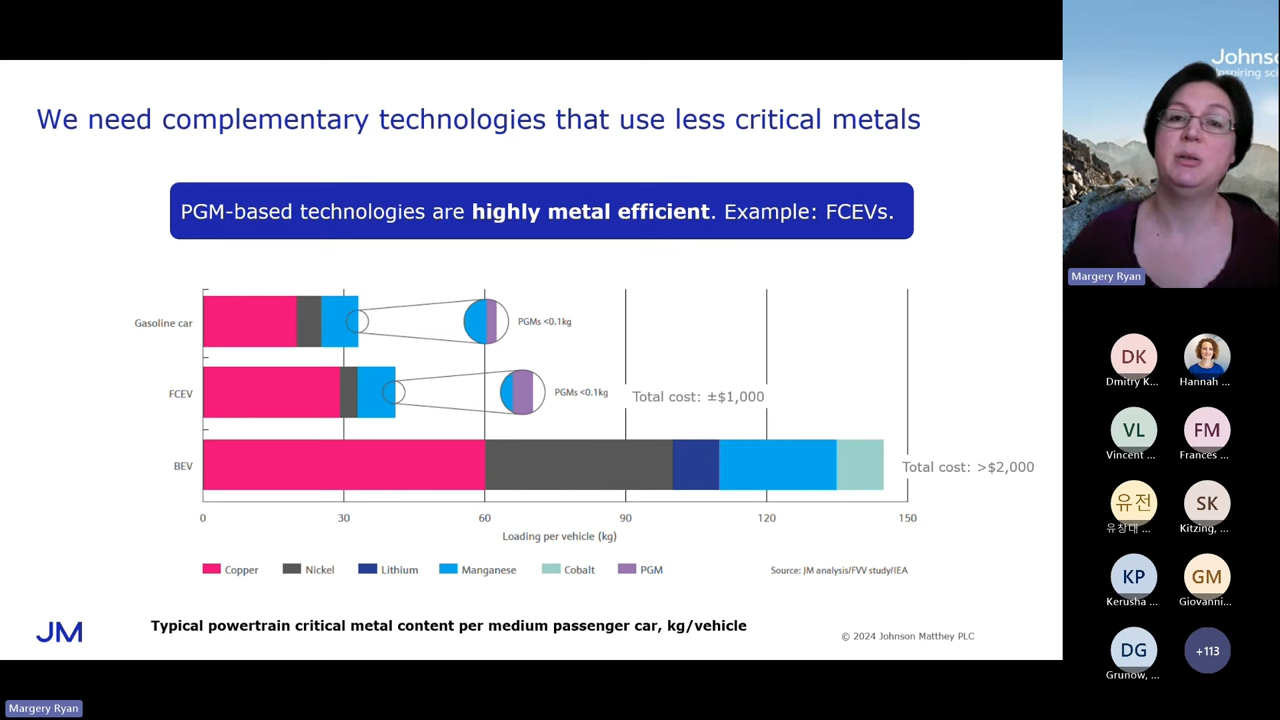 We need complementary technologies that use less critical metals
PGM-based technologies are highly metal efficient. Example: FCEVs.
Gasoline car
PGMs <0.1kg
FCEV
PGMs <0.1kg
Total cost: ±$1,000
BEV
Total cost: >$2,000
0 30 60 90 120 150
Loading per vehicle (kg)
Copper Nickel Lithium Manganese Cobalt PGM
Source: JM analysis/FVV study/IEA
Typical powertrain critical metal content per medium passenger car, kg/vehicle
JM
© 2024 Johnson Matthey PLC
Margery Ryan
Johns
Inspiring sci
Margery Ryan
DK
Dmitry K...
Hannah ...
VL
Vincent ...
FM
Frances ...
유전
유창대 ...
SK
Kitzing, ...
KP
Kerusha ...
GM
Giovanni...
DG
Grunow, ...
+113